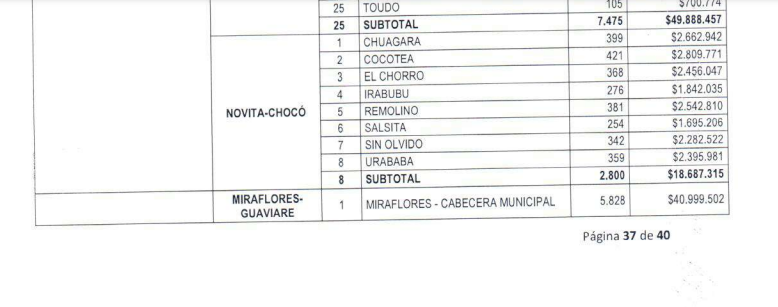 25 TOUDO 105 $700.774
25 SUBTOTAL 7.475 $49.888.457
NOVITA-CHOCÓ
1 CHUAGARA 399 $2.662.942
2 COCOTEA 421 $2.809.771
3 EL CHORRO 368 $2.456.047
4 IRABUBU 276 $1.842.035
5 REMOLINO 381 $2.542.810
6 SALSITA 254 $1.695.206
7 SIN OLVIDO 342 $2.282.522
8 URABABA 359 $2.395.981
8 SUBTOTAL 2.800 $18.687.315
MIRAFLORES-
GUAVIARE
1 MIRAFLORES - CABECERA MUNICIPAL 5.828 $40.999.502
Página 37 de 40